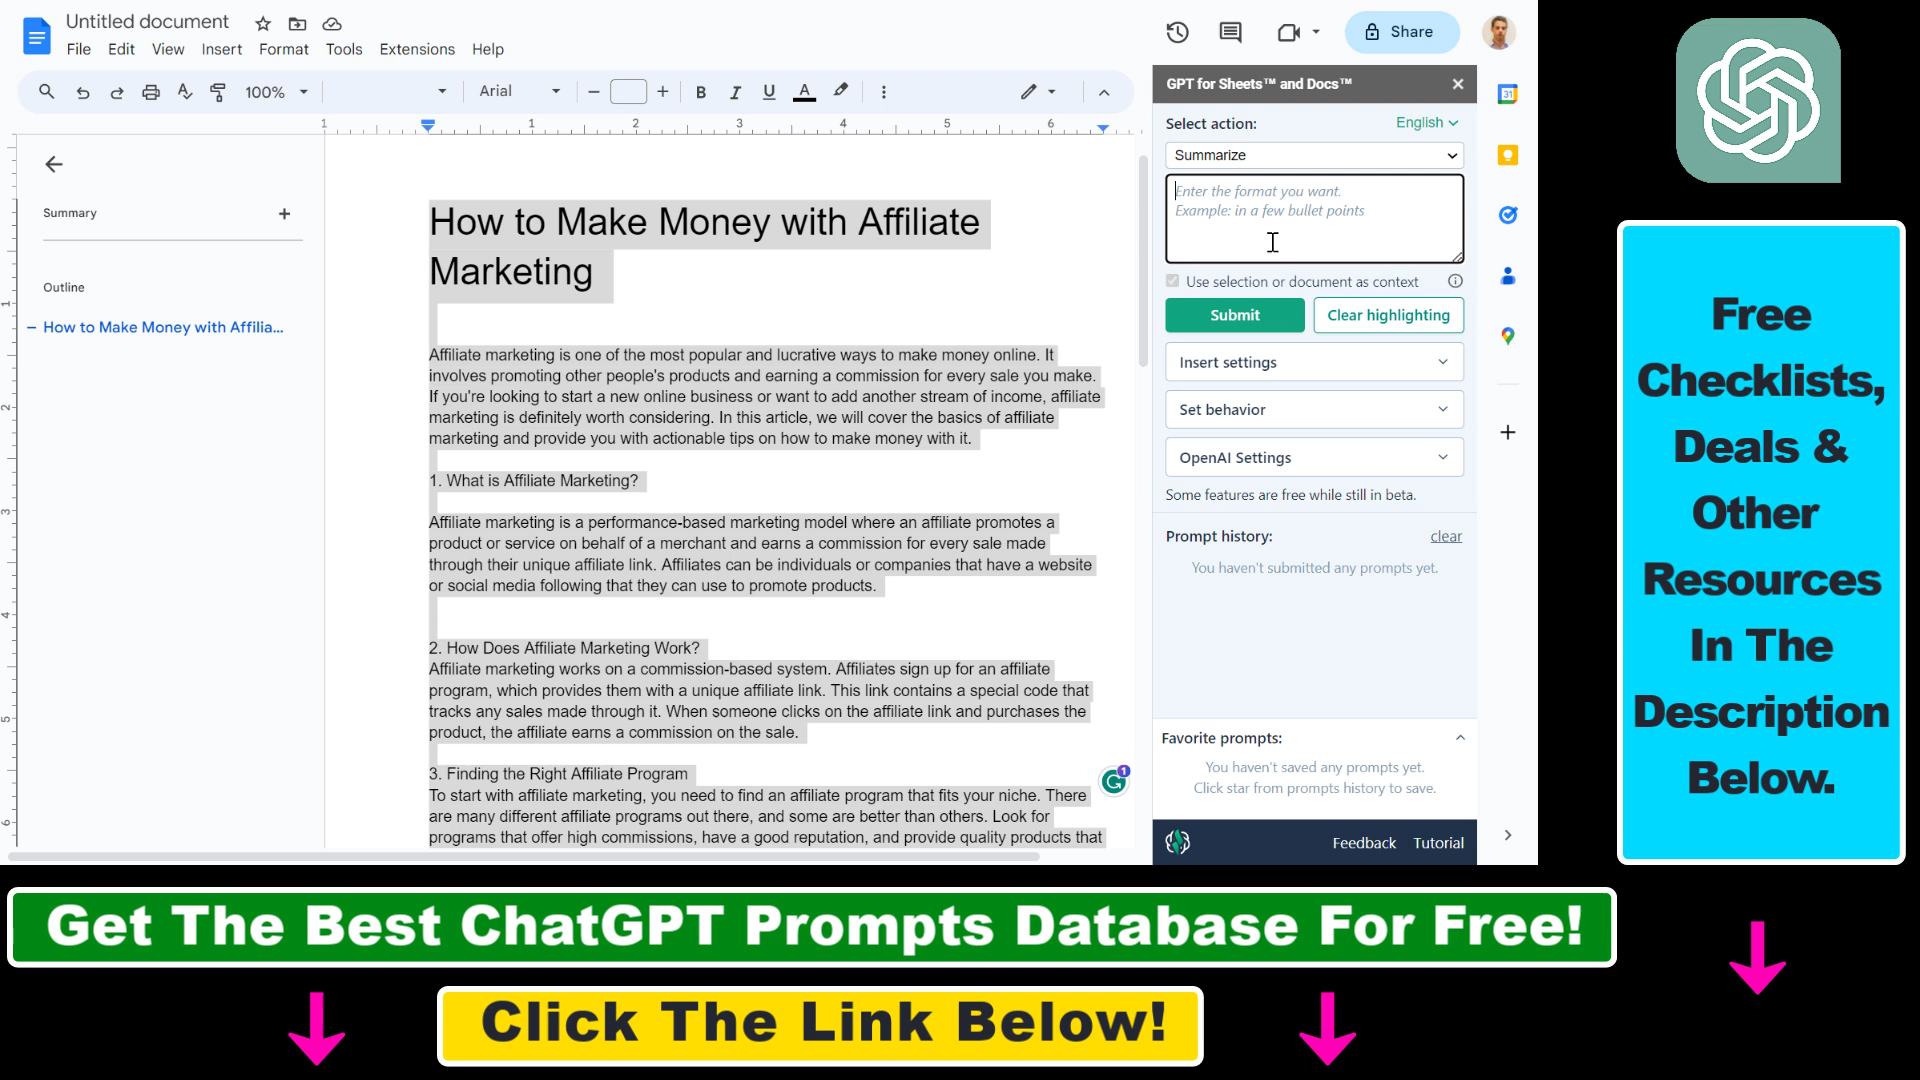 Untitled document
File Edit View Insert Format Tools Extensions Help
Share
100% Arial
1 1 2 3 4 5 6
Summary
Outline
How to Make Money with Affilia...
1
2
3
4
5
6
How to Make Money with Affiliate
Marketing
Affiliate marketing is one of the most popular and lucrative ways to make money online. It
involves promoting other people's products and earning a commission for every sale you make.
If you're looking to start a new online business or want to add another stream of income, affiliate
marketing is definitely worth considering. In this article, we will cover the basics of affiliate
marketing and provide you with actionable tips on how to make money with it.
1. What is Affiliate Marketing?
Affiliate marketing is a performance-based marketing model where an affiliate promotes a
product or service on behalf of a merchant and earns a commission for every sale made
through their unique affiliate link. Affiliates can be individuals or companies that have a website
or social media following that they can use to promote products.
2. How Does Affiliate Marketing Work?
Affiliate marketing works on a commission-based system. Affiliates sign up for an affiliate
program, which provides them with a unique affiliate link. This link contains a special code that
tracks any sales made through it. When someone clicks on the affiliate link and purchases the
product, the affiliate earns a commission on the sale.
3. Finding the Right Affiliate Program
To start with affiliate marketing, you need to find an affiliate program that fits your niche. There
are many different affiliate programs out there, and some are better than others. Look for
programs that offer high commissions, have a good reputation, and provide quality products that
1
GPT for Sheets™ and Docs™
Select action: English
Summarize
Enter the format you want.
Example: in a few bullet points
Use selection or document as context
Submit Clear highlighting
Insert settings
Set behavior
OpenAI Settings
Some features are free while still in beta.
Prompt history: clear
You haven't submitted any prompts yet.
Favorite prompts:
You haven't saved any prompts yet.
Click star from prompts history to save.
Feedback Tutorial
31
Free
Checklists,
Deals &
Other
Resources
In The
Description
Below.
Get The Best ChatGPT Prompts Database For Free!
Click The Link Below!